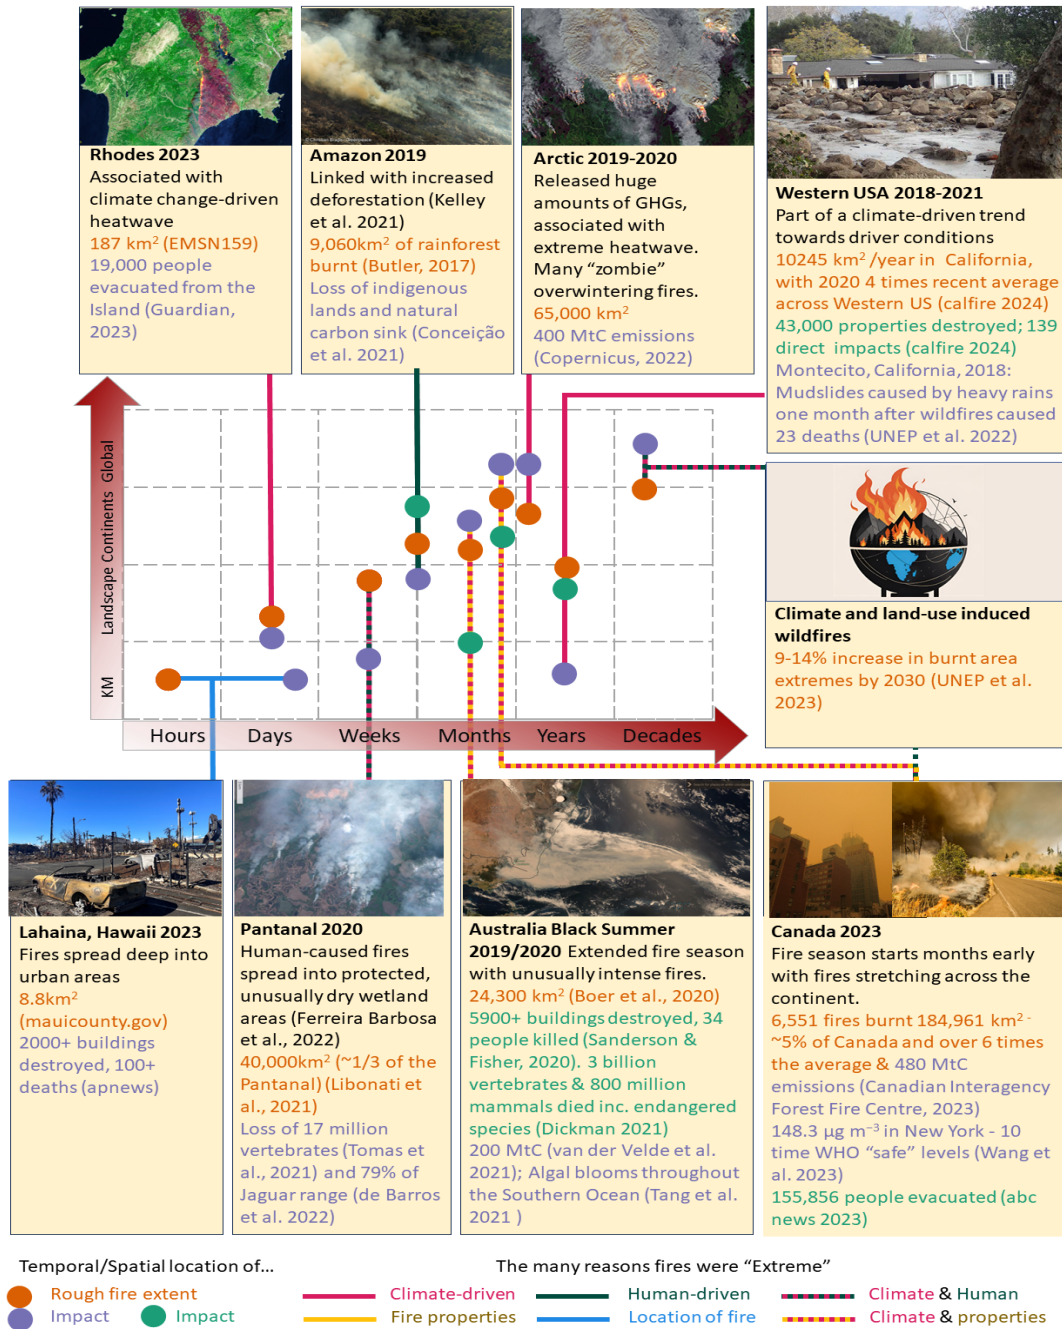 Rhodes 2023
Associated with
climate change-driven
heatwave
187 km² (EMSN159)
19,000 people
evacuated from the
Island (Guardian,
2023)
Amazon 2019
Linked with increased
deforestation (Kelley
et al. 2021)
9,060km² of rainforest
burnt (Butler, 2017)
Loss of indigenous
lands and natural
carbon sink (Conceição
et al. 2021)
Arctic 2019-2020
Released huge
amounts of GHGs,
associated with
extreme heatwave.
Many “zombie”
overwintering fires.
65,000 km²
400 MtC emissions
(Copernicus, 2022)
Western USA 2018-2021
Part of a climate-driven trend
towards driver conditions
10245 km² /year in California,
with 2020 4 times recent average
across Western US (calfire 2024)
43,000 properties destroyed; 139
direct impacts (calfire 2024)
Montecito, California, 2018:
Mudslides caused by heavy rains
one month after wildfires caused
23 deaths (UNEP et al. 2022)
Global
Continents
Landscape
KM
Hours
Days
Weeks
Months
Years
Decades
Climate and land-use induced
wildfires
9-14% increase in burnt area
extremes by 2030 (UNEP et al.
2023)
Lahaina, Hawaii 2023
Fires spread deep into
urban areas
8.8km²
(mauicounty.gov)
2000+ buildings
destroyed, 100+
deaths (apnews)
Pantanal 2020
Human-caused fires
spread into protected,
unusually dry wetland
areas (Ferreira Barbosa
et al., 2022)
40,000km² (~1/3 of the
Pantanal) (Libonati et
al., 2021)
Loss of 17 million
vertebrates (Tomas
et al., 2021) and 79% of
Jaguar range (de Barros
et al. 2022)
Australia Black Summer
2019/2020 Extended fire season
with unusually intense fires.
24,300 km² (Boer et al., 2020)
5900+ buildings destroyed, 34
people killed (Sanderson &
Fisher, 2020). 3 billion
vertebrates & 800 million
mammals died inc. endangered
species (Dickman 2021)
200 MtC (van der Velde et al.
2021); Algal blooms throughout
the Southern Ocean (Tang et al.
2021 )
Canada 2023
Fire season starts months early
with fires stretching across the
continent.
6,551 fires burnt 184,961 km² -
~5% of Canada and over 6 times
the average & 480 MtC
emissions (Canadian Interagency
Forest Fire Centre, 2023)
148.3 µg m⁻³ in New York - 10
time WHO “safe” levels (Wang
et al. 2023)
155,856 people evacuated (abc
news 2023)
Temporal/Spatial location of...
Rough fire extent
Impact
Impact
The many reasons fires were “Extreme”
Climate-driven
Human-driven
Climate & Human
Fire properties
Location of fire
Climate & properties